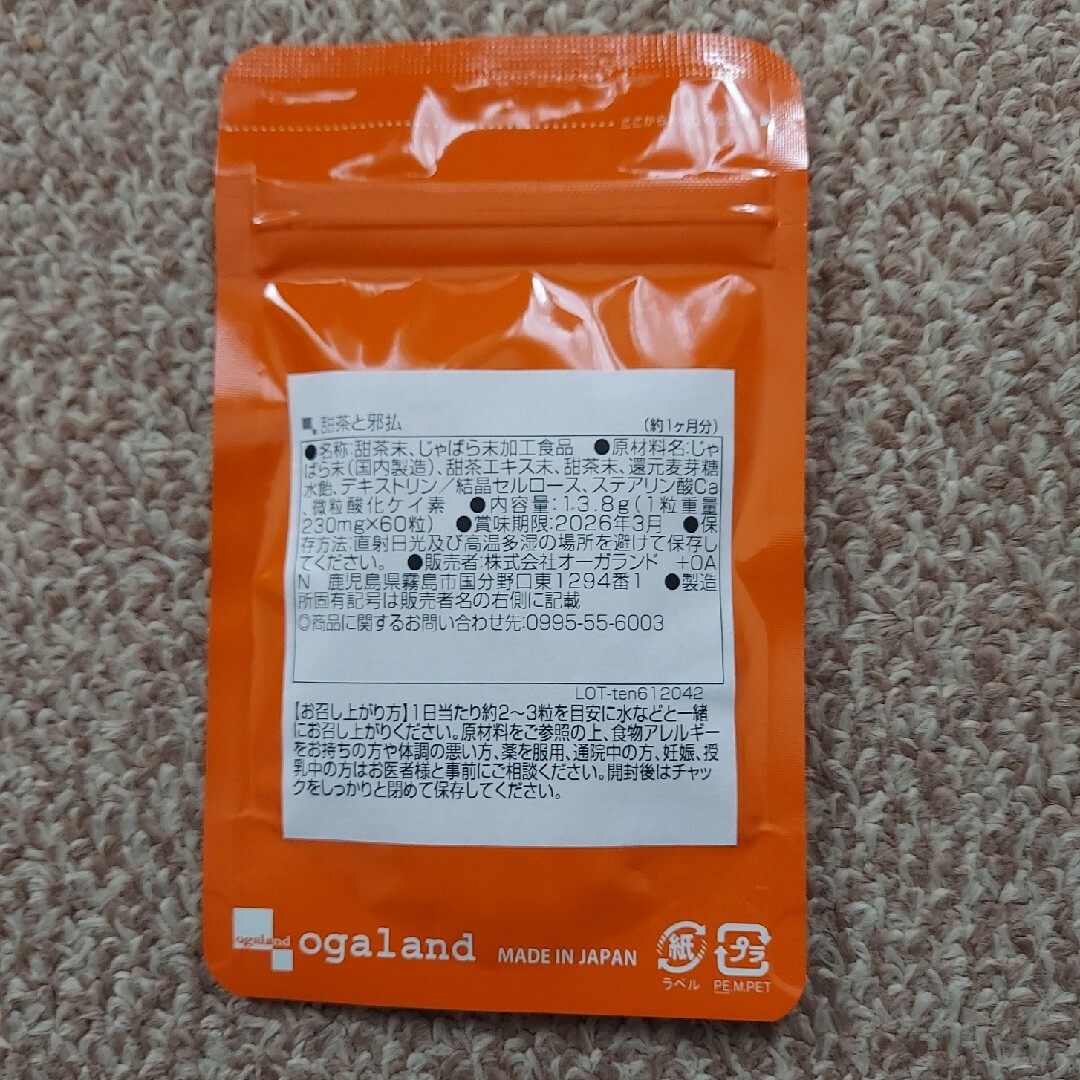 ここから
甜茶と邪払 (約1ヶ月分)
●名称:甜茶末、じゃばら末加工食品 ●原材料名:じゃ
ばら末(国内製造)、甜茶エキス末、甜茶末、還元麦芽糖
水飴、デキストリン/結晶セルロース、ステアリン酸Ca
、微粒酸化ケイ素 ●内容量:13.8g(1粒重量
230mg×60粒) ●賞味期限:2026年3月 ●保
存方法:直射日光及び高温多湿の場所を避けて保存し
てください。 ●販売者:株式会社オーガランド +OA
N 鹿児島県霧島市国分野口東1294番1 ●製造
所固有記号は販売者名の右側に記載
◎商品に関するお問い合わせ先:0995-55-6003
LOT-ten612042
【お召し上がり方】1日当たり約2~3粒を目安に水などと一緒
にお召し上がりください。原材料をご参照の上、食物アレルギー
をお持ちの方や体調の悪い方、薬を服用、通院中の方、妊娠、授
乳中の方はお医者様と事前にご相談ください。開封後はチャッ
クをしっかりと閉めて保存してください。
ogaland ogaland MADE IN JAPAN 紙 プラ
ラベル PE.M.PET